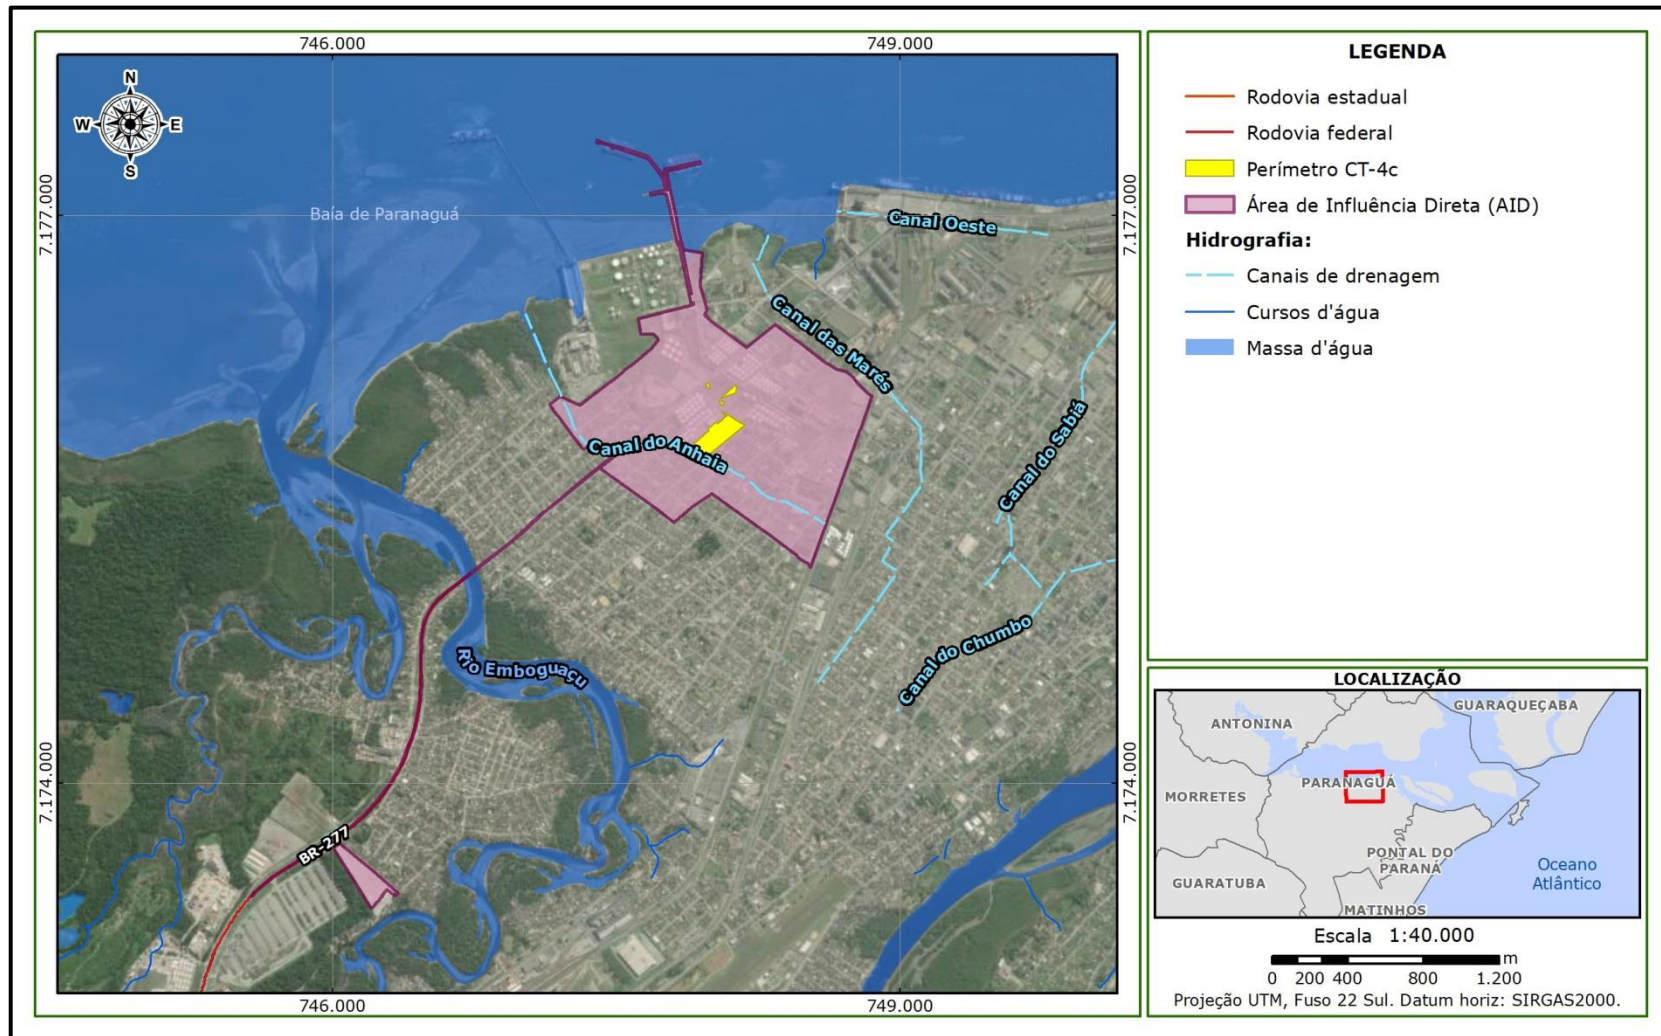 746.000
749.000
N
W
E
S
7.177.000
7.177.000
Baía de Paranaguá
Canal Oeste
Canal das Marés
Canal do Anhaia
Canal do Sabiá
Canal do Chumbo
Rio Emboguaçu
7.174.000
7.174.000
BR-277
746.000
749.000
LEGENDA
Rodovia estadual
Rodovia federal
Perímetro CT-4c
Área de Influência Direta (AID)
Hidrografia:
Canais de drenagem
Cursos d'água
Massa d'água
LOCALIZAÇÃO
GUARAQUEÇABA
ANTONINA
PARANAGUÁ
MORRETES
PONTAL DO
PARANÁ
GUARATUBA
MATINHOS
Oceano
Atlântico
Escala 1:40.000
m
0 200 400 800 1.200
Projeção UTM, Fuso 22 Sul. Datum horiz: SIRGAS2000.